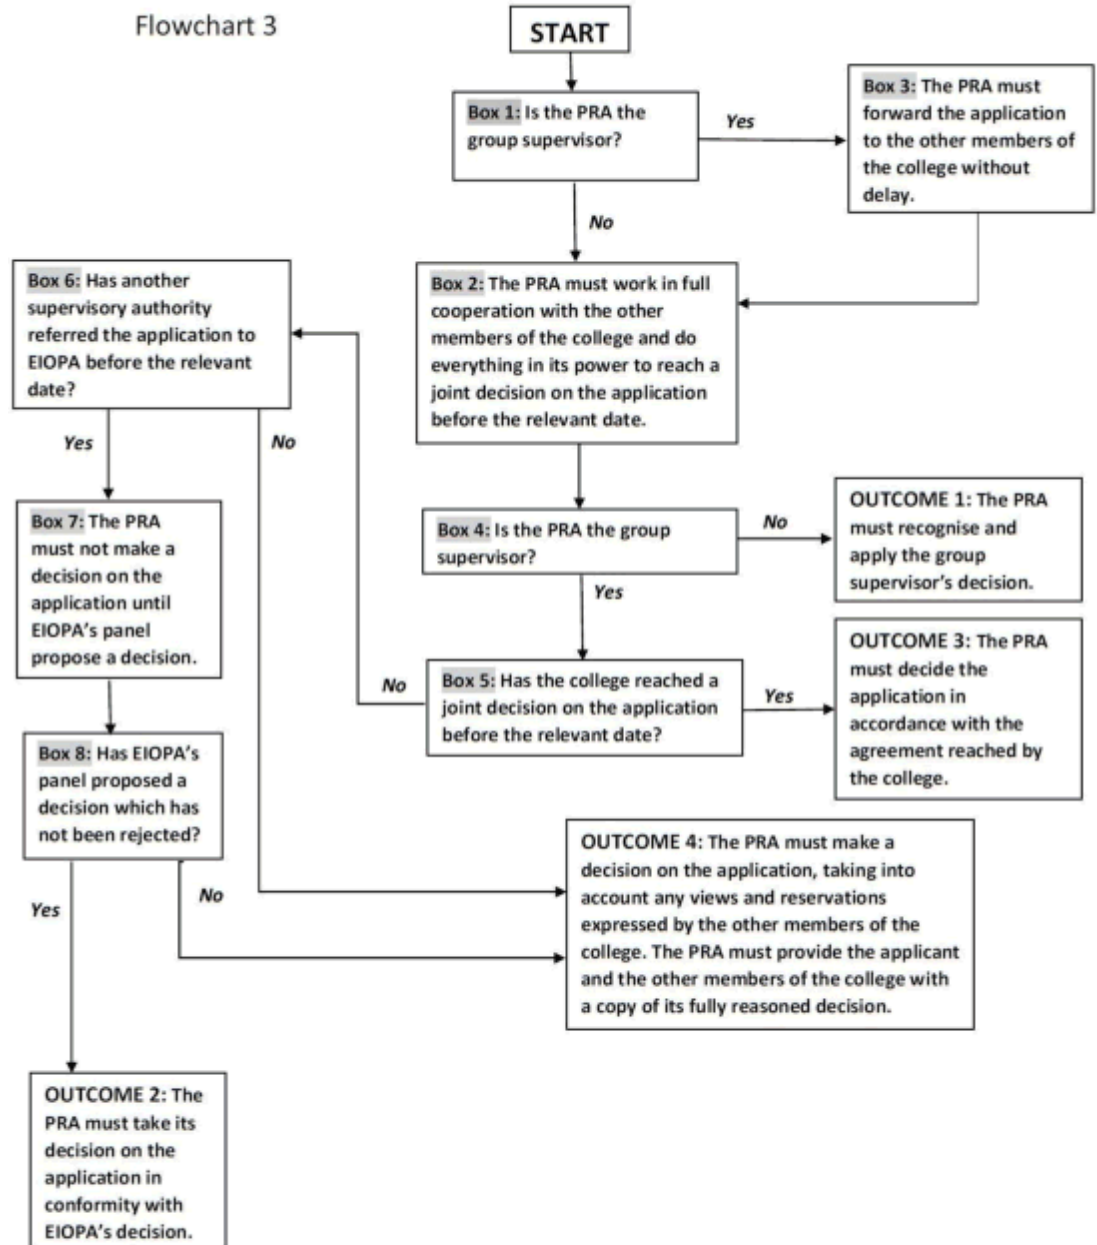 Flowchart 3
START
Box 1: Is the PRA the
group supervisor?
Yes
Box 3: The PRA must
forward the application
to the other members of
the college without
delay.
No
Box 2: The PRA must work in full
cooperation with the other
members of the college and do
everything in its power to reach a
joint decision on the application
before the relevant date.
Box 6: Has another
supervisory authority
referred the application to
EIOPA before the relevant
date?
Yes
No
Box 4: Is the PRA the group
supervisor?
No
OUTCOME 1: The PRA
must recognise and
apply the group
supervisor's decision.
Yes
Box 7: The PRA
must not make a
decision on the
application until
EIOPA's panel
propose a decision.
Box 5: Has the college reached a
joint decision on the application
before the relevant date?
No
Yes
OUTCOME 3: The PRA
must decide the
application in
accordance with the
agreement reached by
the college.
Box 8: Has EIOPA's
panel proposed a
decision which has
not been rejected?
Yes
No
OUTCOME 4: The PRA must make a
decision on the application, taking into
account any views and reservations
expressed by the other members of the
college. The PRA must provide the applicant
and the other members of the college with
a copy of its fully reasoned decision.
OUTCOME 2: The
PRA must take its
decision on the
application in
conformity with
EIOPA's decision.